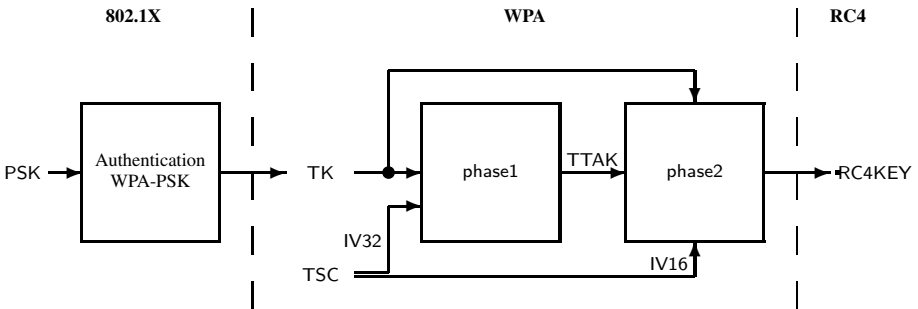 802.1X
WPA
RC4
PSK
Authentication
WPA-PSK
TK
phase1
TTAK
phase2
RC4KEY
IV32
TSC
IV16